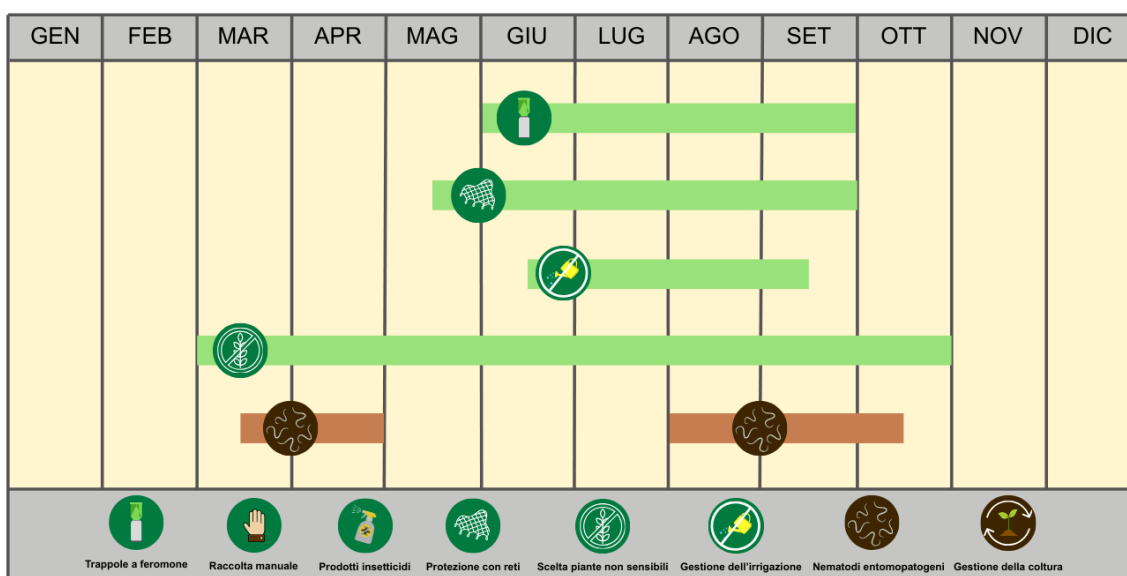 GEN FEB MAR APR MAG GIU LUG AGO SET OTT NOV DIC
Trappole a feromone Raccolta manuale Prodotti insetticidi Protezione con reti Scelta piante non sensibili Gestione dell'irrigazione Nematodi entomopatogeni Gestione della coltura